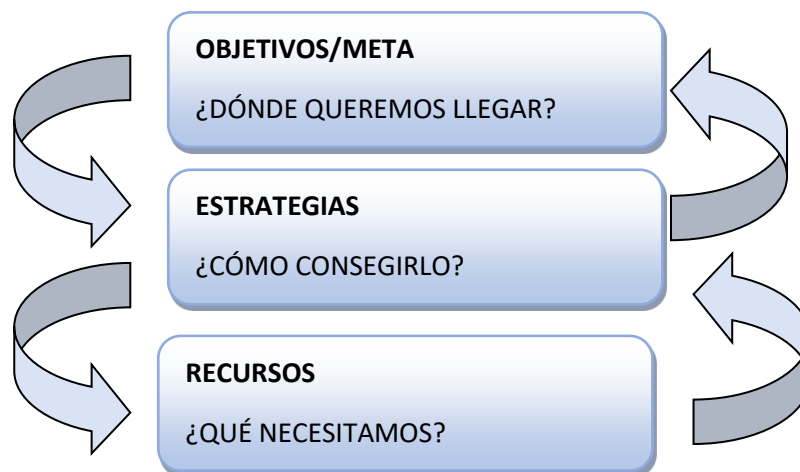 OBJETIVOS/META
¿DÓNDE QUEREMOS LLEGAR?
ESTRATEGIAS
¿CÓMO CONSEGIRLO?
RECURSOS
¿QUÉ NECESITAMOS?